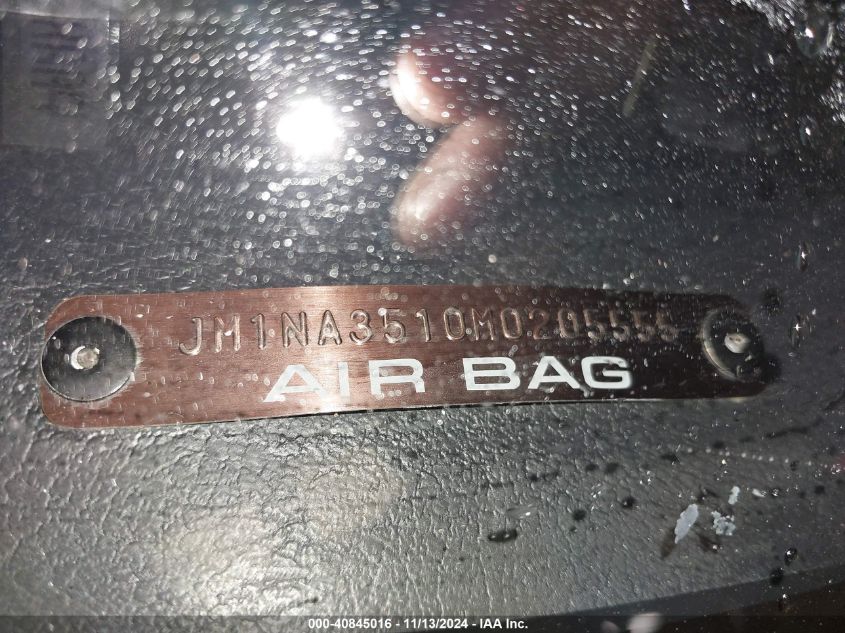 JM1NA3510M0205555
AIR BAG
000-40845016 - 11/13/2024 - IAA Inc.